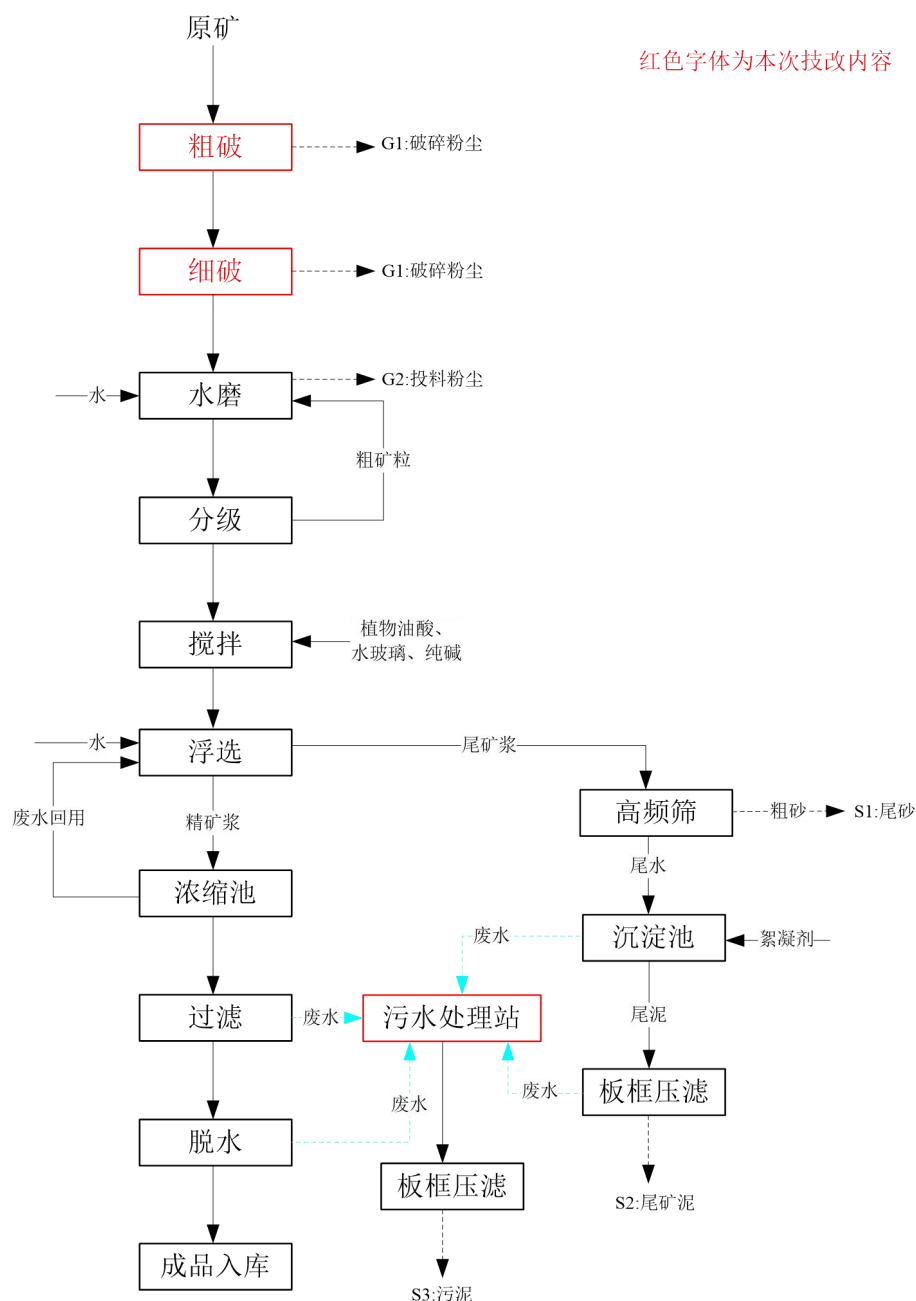 原矿
红色字体为本次技改内容
粗破
G1:破碎粉尘
细破
G1:破碎粉尘
水
水磨
G2:投料粉尘
粗矿粒
分级
搅拌
植物油酸、
水玻璃、纯碱
水
浮选
尾矿浆
废水回用
精矿浆
高频筛
粗砂
S1:尾砂
尾水
浓缩池
废水
沉淀池
絮凝剂
过滤
废水
污水处理站
尾泥
废水
板框压滤
脱水
废水
板框压滤
S2:尾矿泥
成品入库
S3:污泥